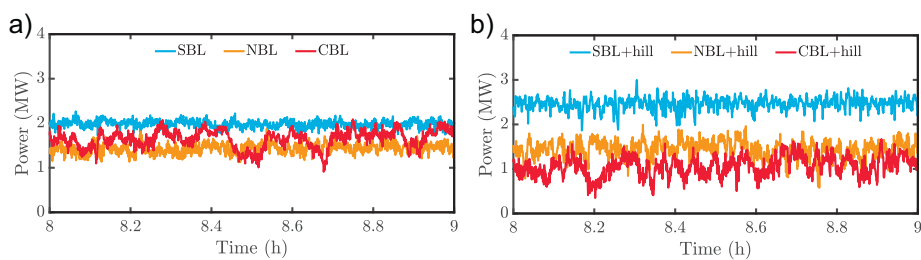 a)
SBL NBL CBL
Power (MW)
4
3
2
1
0
8 8.2 8.4 8.6 8.8 9
Time (h)
b)
SBL+hill NBL+hill CBL+hill
Power (MW)
4
3
2
1
0
8 8.2 8.4 8.6 8.8 9
Time (h)